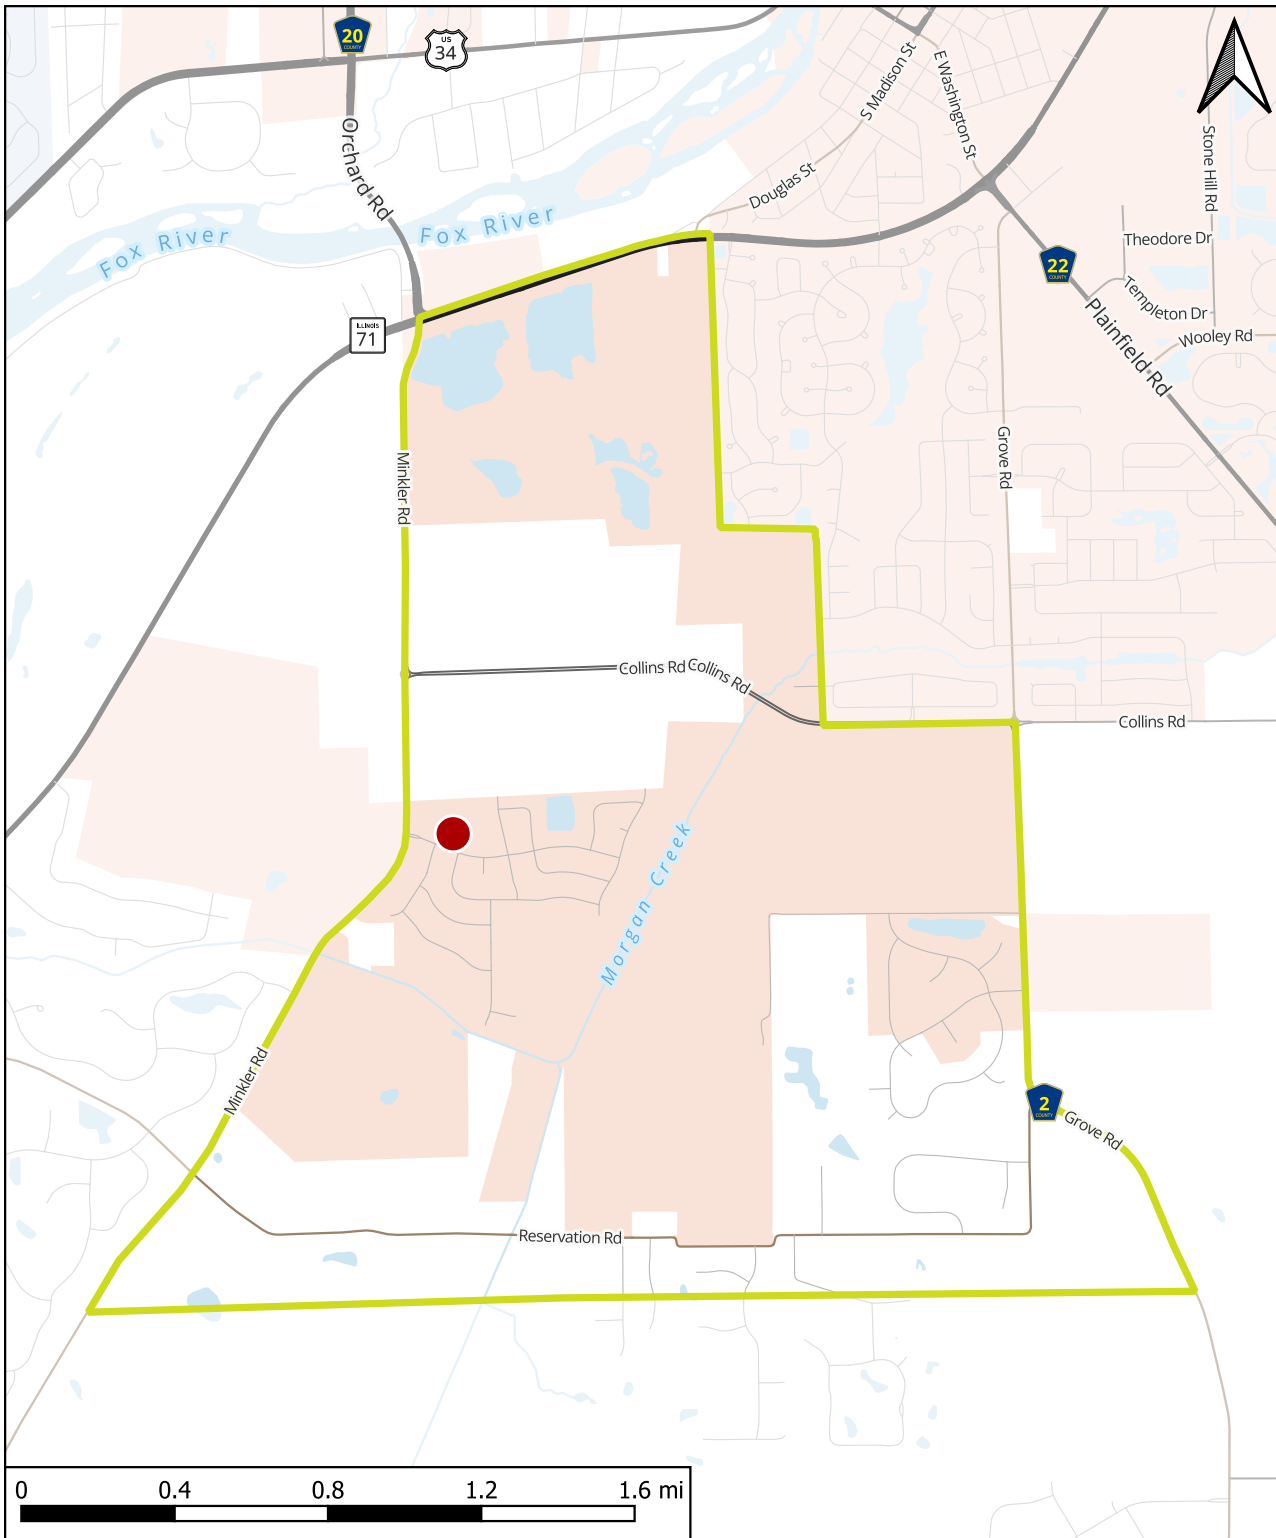 20
COUNTY
US
34
S Madison St
E Washington St
Orchard Rd
Stone Hill Rd
Douglas St
Fox River
Fox River
Theodore Dr
22
COUNTY
Templeton Dr
Plainfield Rd
Wooley Rd
ILLINOIS
71
Minkler Rd
Grove Rd
Collins Rd
Collins Rd
Collins Rd
Morgan Creek
Minkler Rd
2
COUNTY
Grove Rd
Reservation Rd
0 0.4 0.8 1.2 1.6 mi